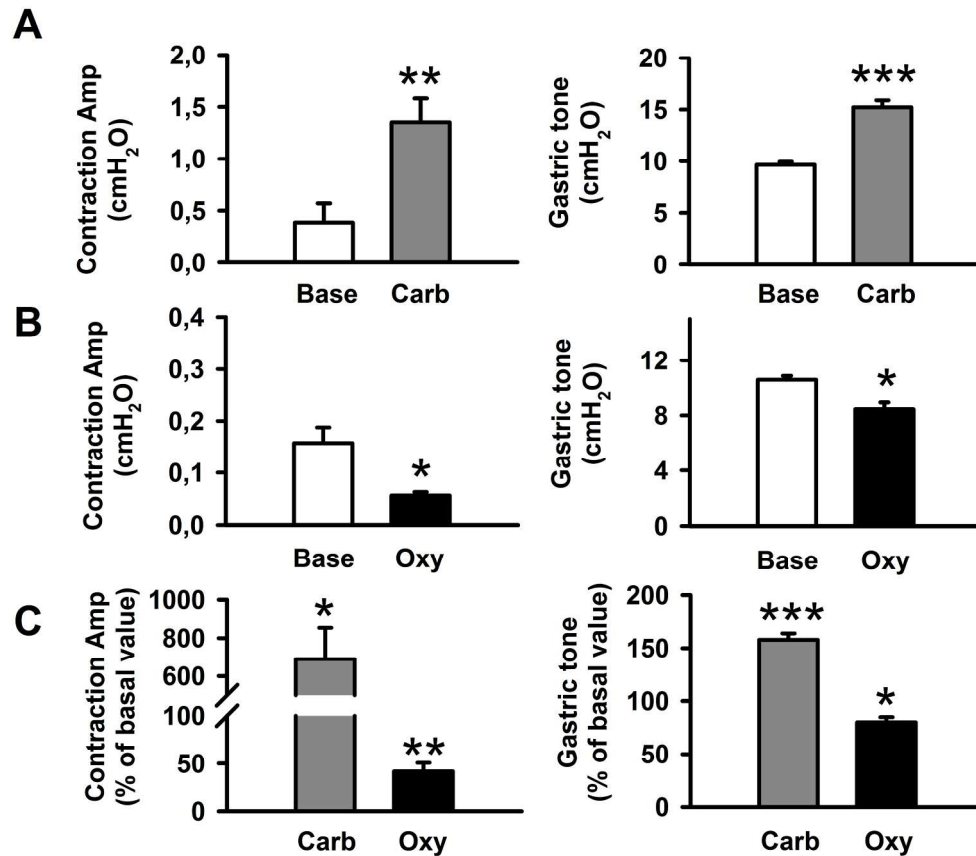 A
Contraction Amp
(cmH2O)
2,0
1,5
1,0
0,5
0,0
**
Base Carb
Gastric tone
(cmH2O)
20
15
10
5
0
***
Base Carb
B
Contraction Amp
(cmH2O)
0,4
0,3
0,2
0,1
0,0
*
Base Oxy
Gastric tone
(cmH2O)
12
8
4
0
*
Base Oxy
C
Contraction Amp
(% of basal value)
1000
800
600
100
50
0
*
**
Carb Oxy
Gastric tone
(% of basal value)
200
150
100
50
0
***
*
Carb Oxy